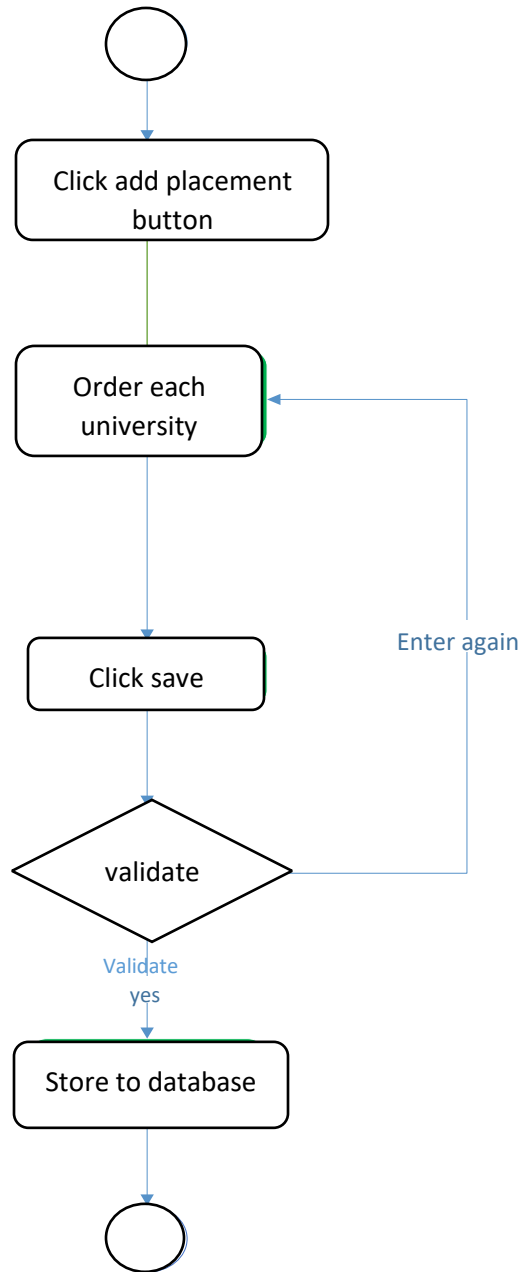 Click add placement
button
Order each
university
Enter again
Click save
validate
Validate
yes
Store to database